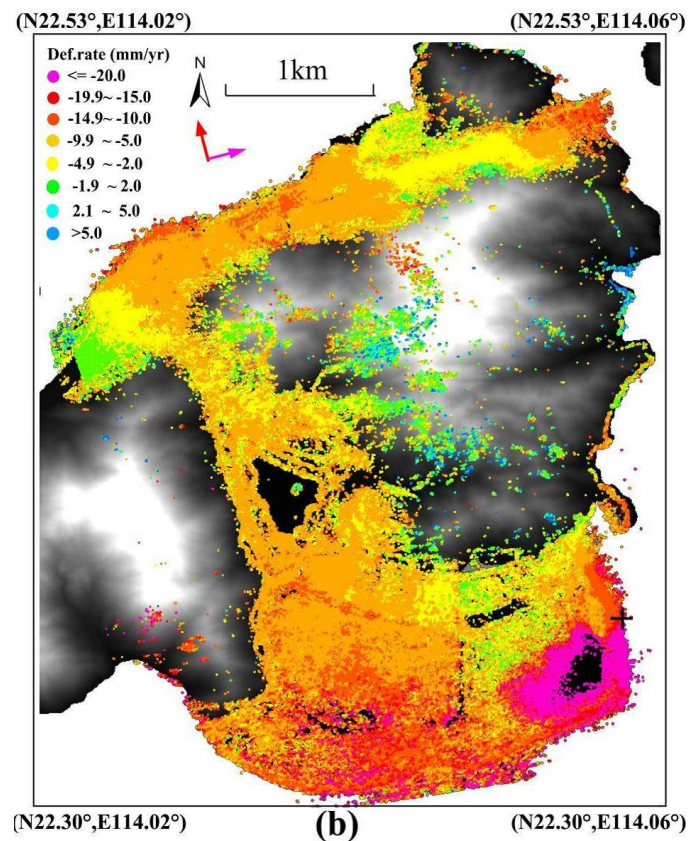 (N22.53°,E114.02°) (N22.53°,E114.06°)
Def.rate (mm/yr)
<= -20.0
-19.9~ -15.0
-14.9~ -10.0
-9.9 ~ -5.0
-4.9 ~ -2.0
-1.9 ~ 2.0
2.1 ~ 5.0
>5.0
N
1km
(N22.30°,E114.02°) (b) (N22.30°,E114.06°)